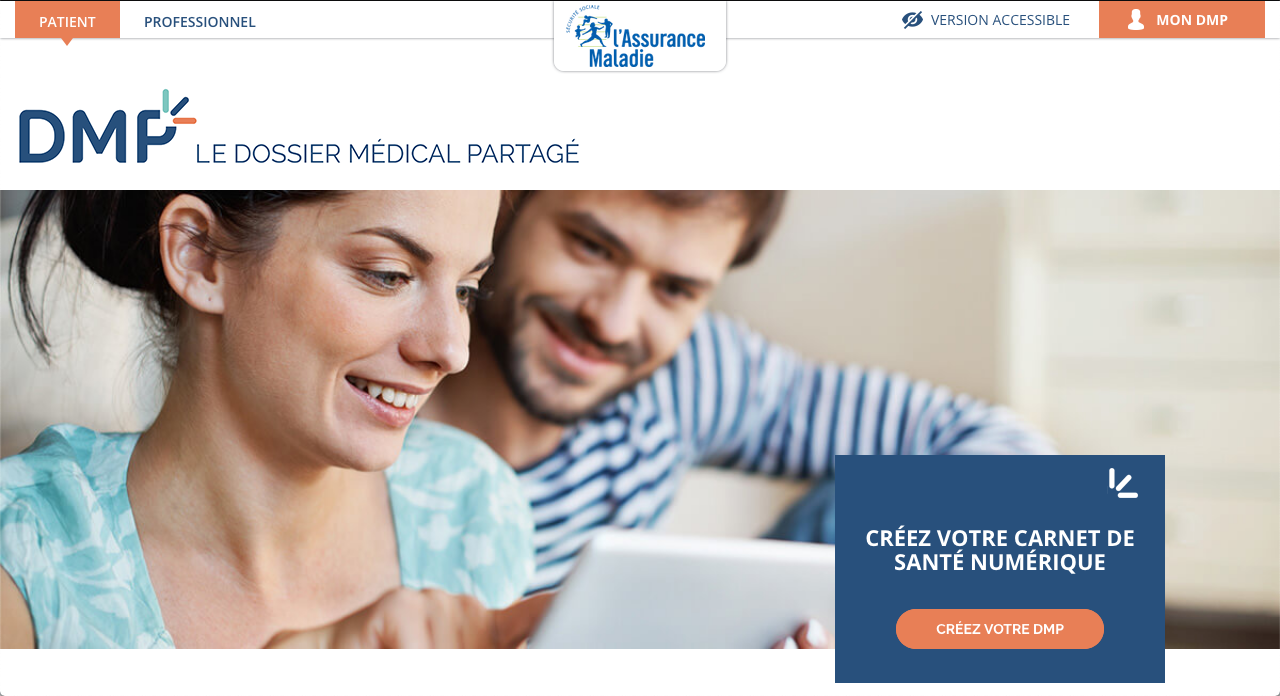 PATIENT
PROFESSIONNEL
SÉCURITÉ SOCIALE
l'Assurance
Maladie
VERSION ACCESSIBLE
MON DMP
DMP
LE DOSSIER MÉDICAL PARTAGÉ
CRÉEZ VOTRE CARNET DE
SANTÉ NUMÉRIQUE
CRÉEZ VOTRE DMP